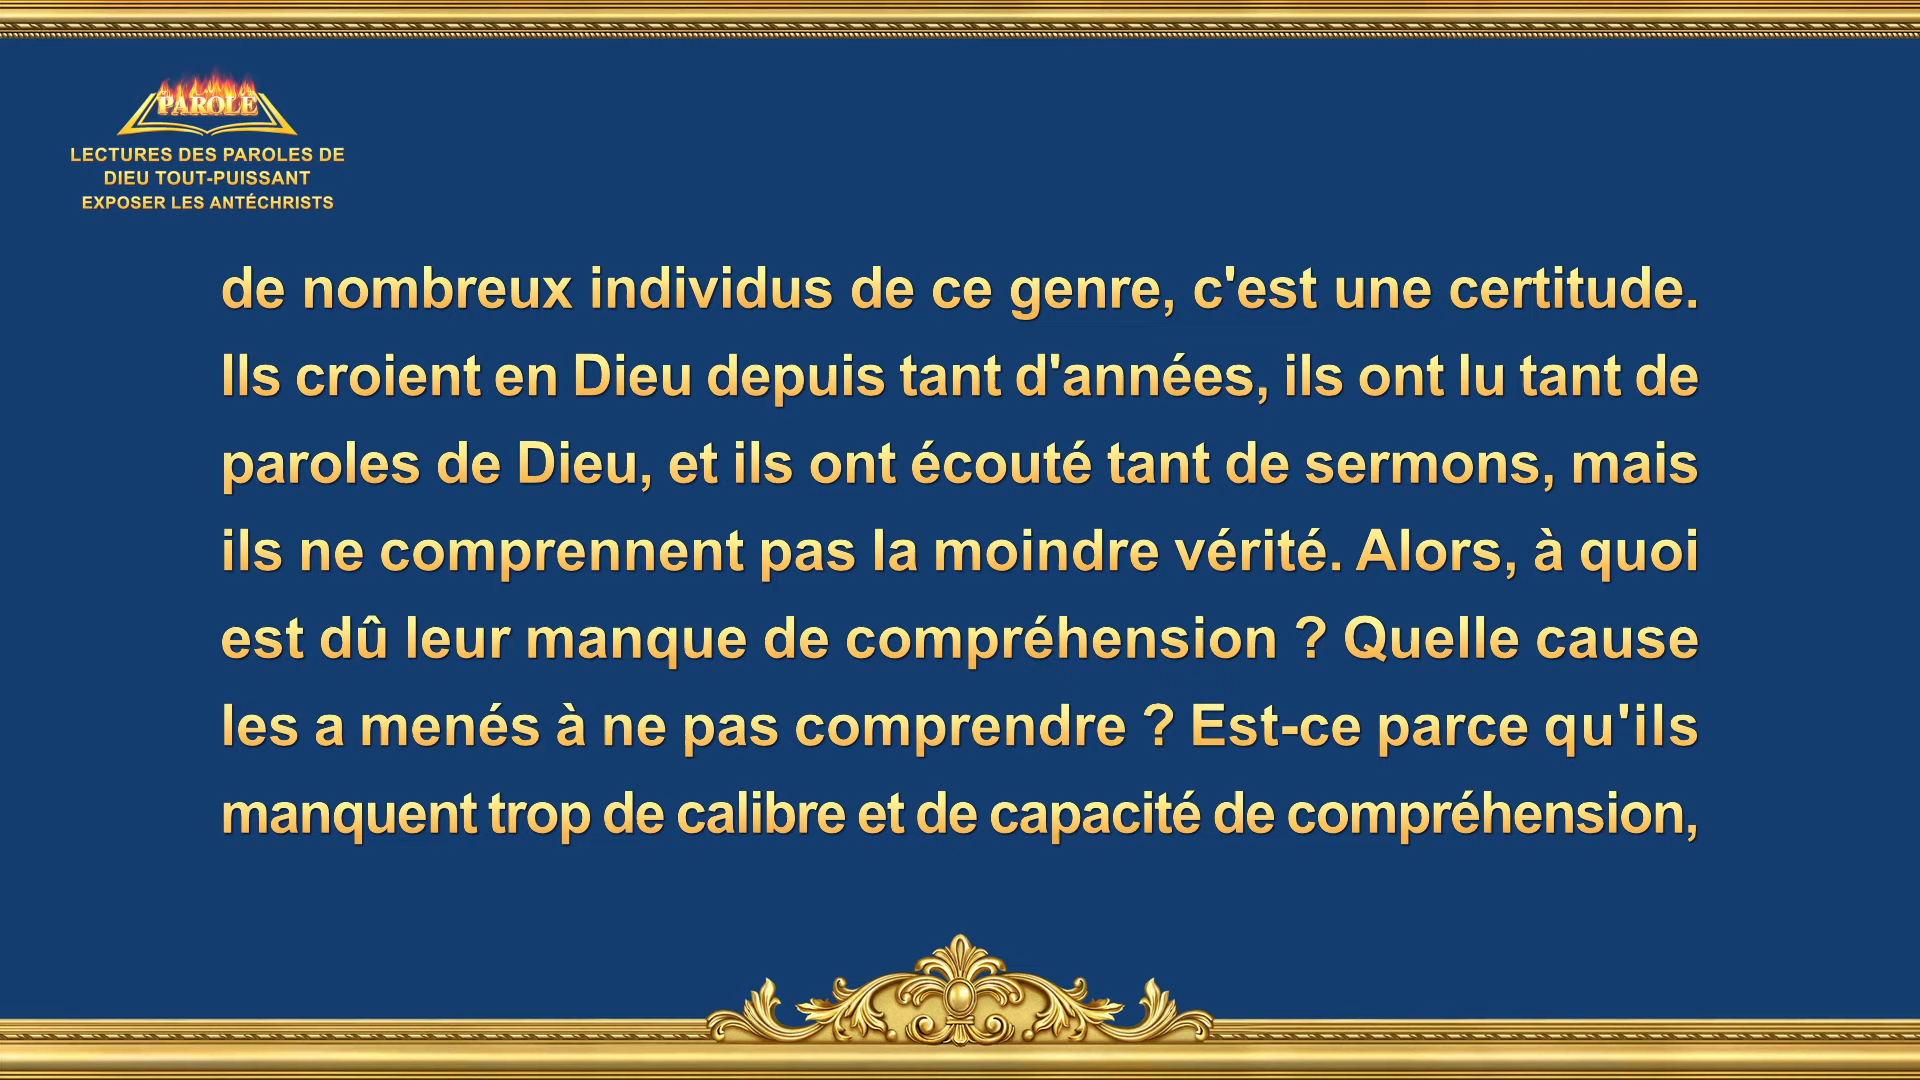 PAROLE
LECTURES DES PAROLES DE
DIEU TOUT-PUISSANT
EXPOSER LES ANTÉCHRISTS
de nombreux individus de ce genre, c'est une certitude.
Ils croient en Dieu depuis tant d'années, ils ont lu tant de
paroles de Dieu, et ils ont écouté tant de sermons, mais
ils ne comprennent pas la moindre vérité. Alors, à quoi
est dû leur manque de compréhension ? Quelle cause
les a menés à ne pas comprendre ? Est-ce parce qu'ils
manquent trop de calibre et de capacité de compréhension,